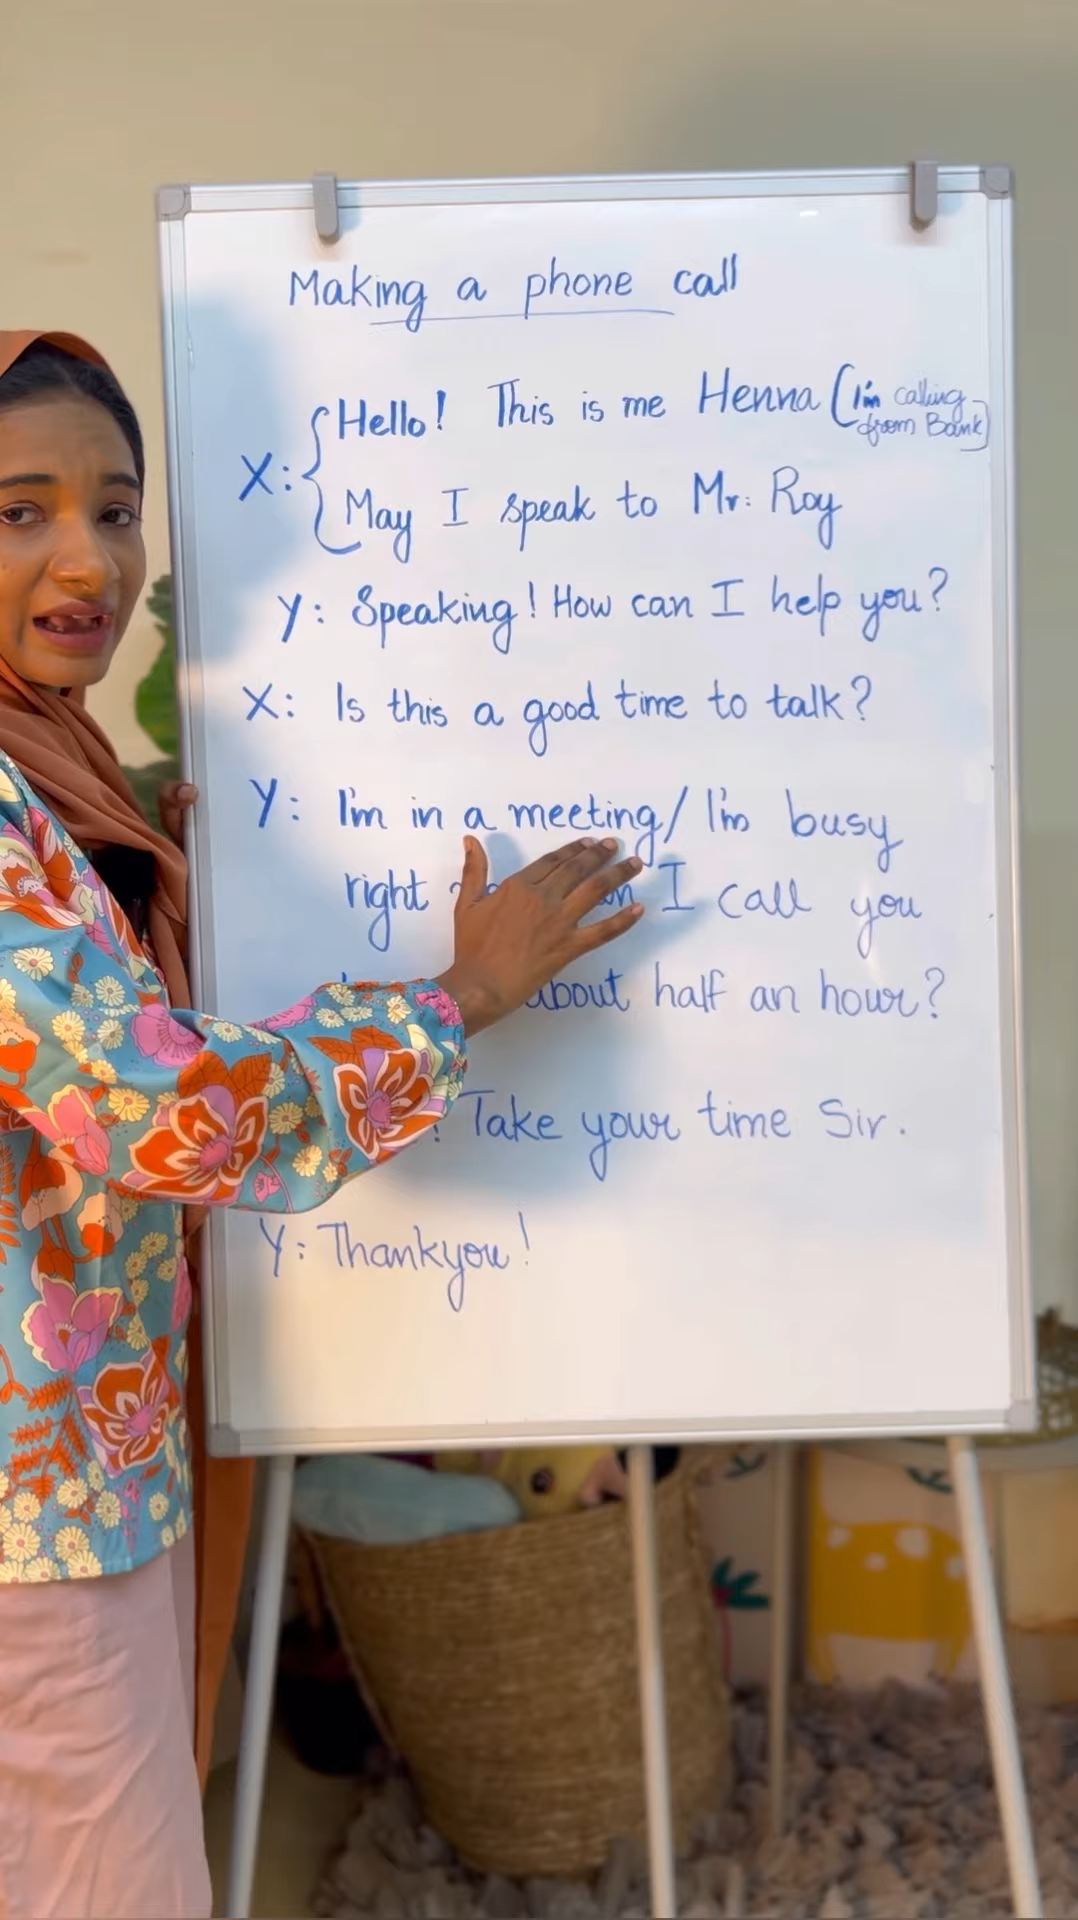 Making a phone call
Hello! This is me Henna (I'm calling
from Bank)
X:
May I speak to Mr. Roy
Y: Speaking! How can I help you?
X: Is this a good time to talk?
Y: I'm in a meeting/ I'm busy
right I call you
about half an hour?
Take your time Sir.
Y: Thankyou!